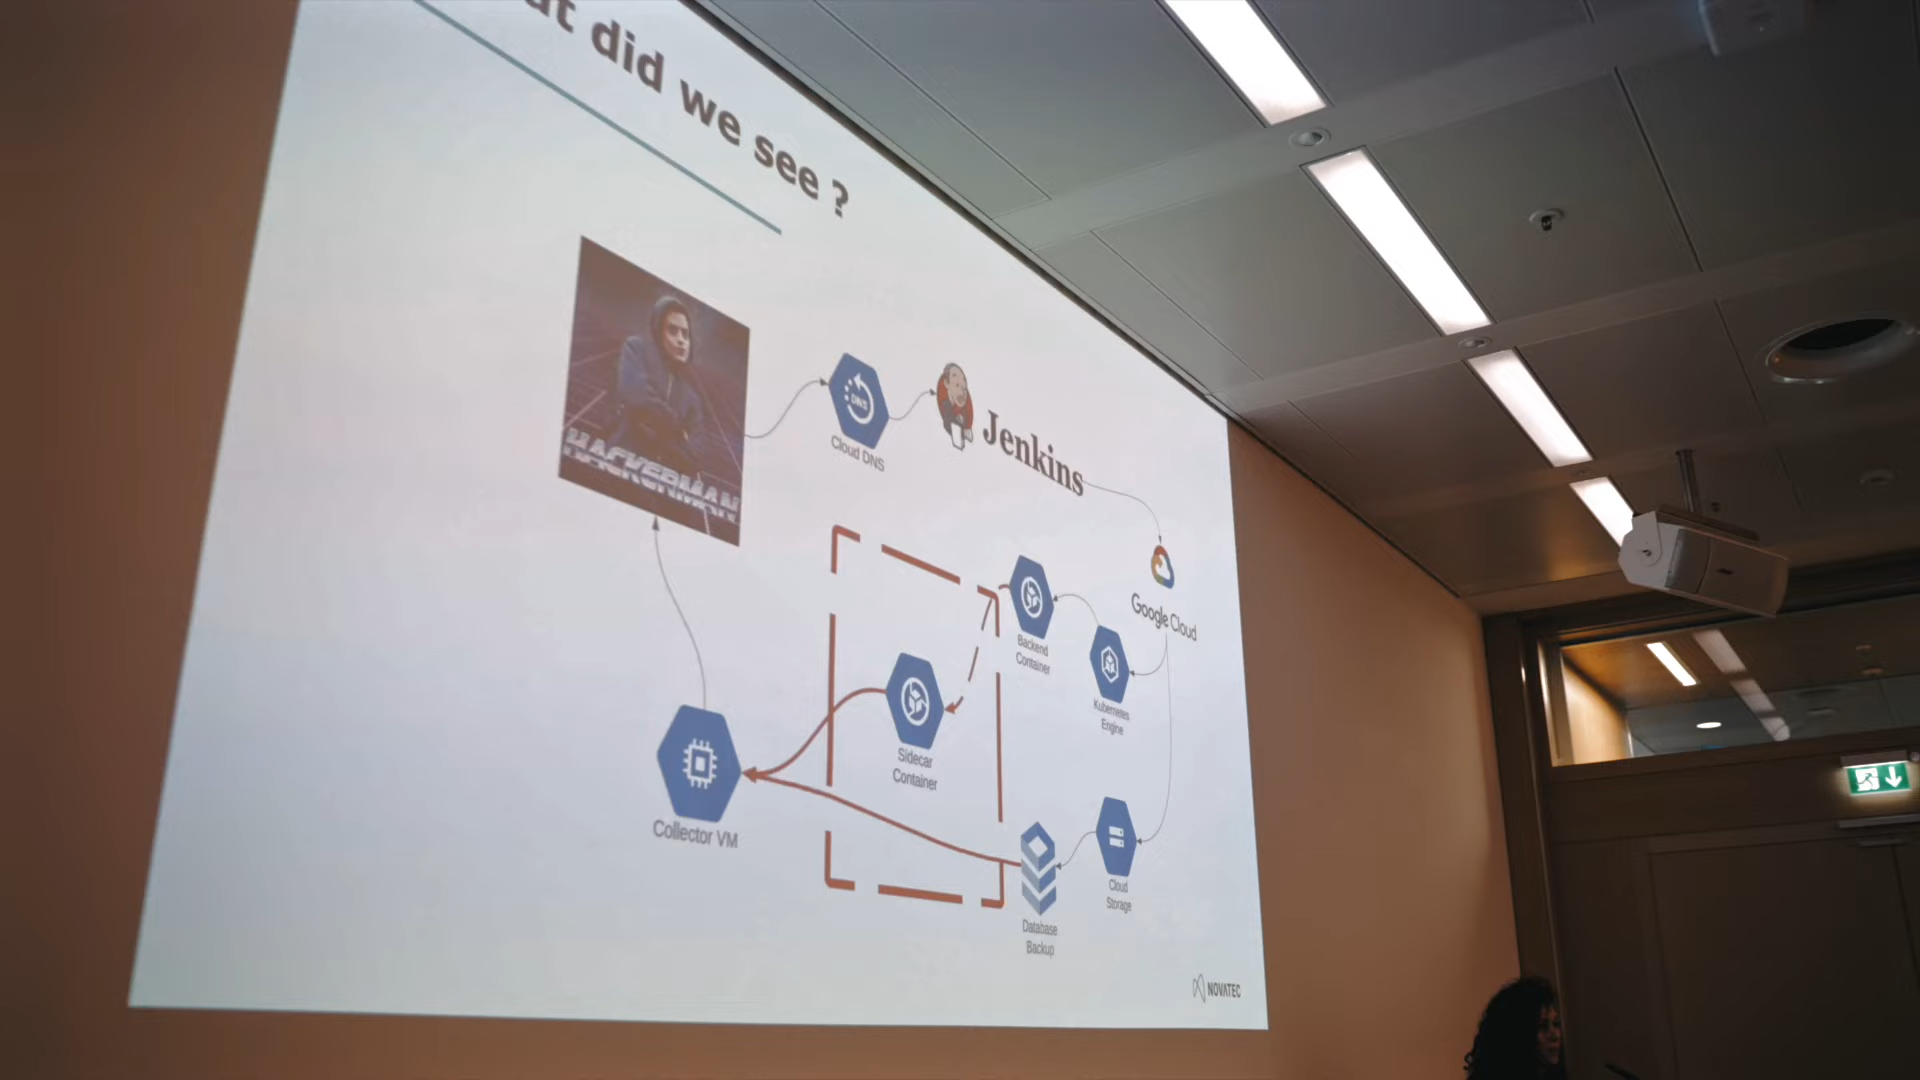 at did we see ?
HACKERMAN
DNS
Cloud DNS
Jenkins
Google Cloud
Backend
Container
Kubernetes
Engine
Sidecar
Container
Collector VM
Cloud
Storage
Database
Backup
NOVATEC